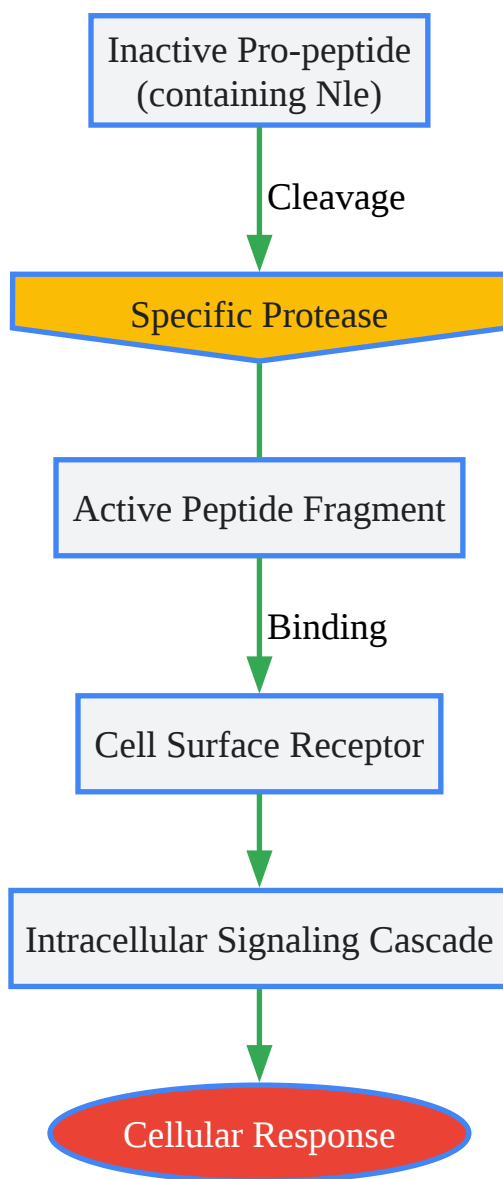 Inactive Pro-peptide
(containing Nle)
Cleavage
Specific Protease
Active Peptide Fragment
Binding
Cell Surface Receptor
Intracellular Signaling Cascade
Cellular Response